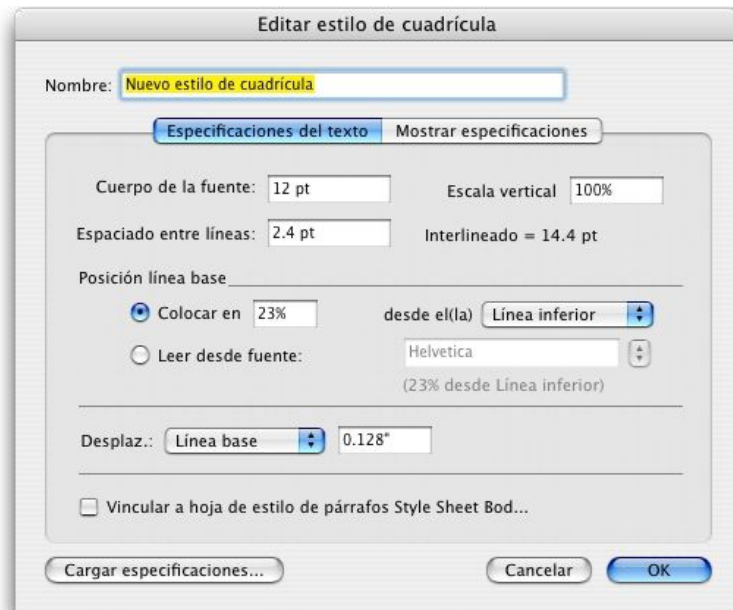 Editar estilo de cuadrícula
Nombre: Nuevo estilo de cuadrícula
Especificaciones del texto Mostrar especificaciones
Cuerpo de la fuente: 12 pt Escala vertical 100%
Espaciado entre líneas: 2.4 pt Interlineado = 14.4 pt
Posición línea base
Colocar en 23% desde el(la) Línea inferior
Leer desde fuente: Helvetica
(23% desde Línea inferior)
Desplaz.: Línea base 0.128"
Vincular a hoja de estilo de párrafos Style Sheet Bod...
Cargar especificaciones... Cancelar OK